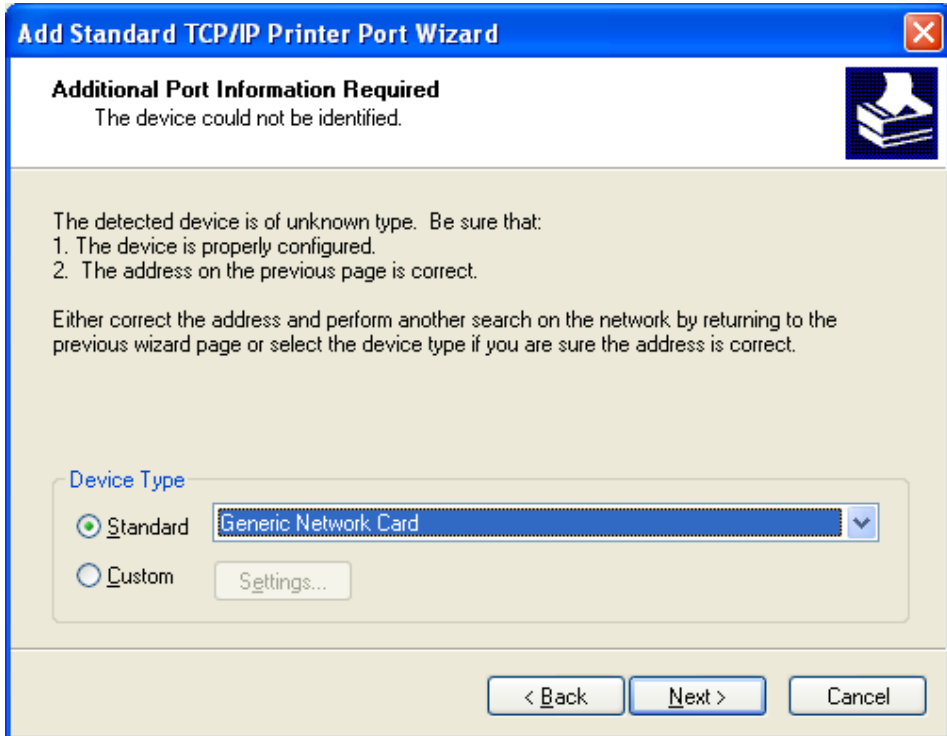 Add Standard TCP/IP Printer Port Wizard
Additional Port Information Required
The device could not be identified.
The detected device is of unknown type.  Be sure that:
1. The device is properly configured.
2.  The address on the previous page is correct.
Either correct the address and perform another search on the network by returning to the
previous wizard page or select the device type if you are sure the address is correct.
Device Type
Standard
Generic Network Card
Custom
Settings...
< Back
Next >
Cancel